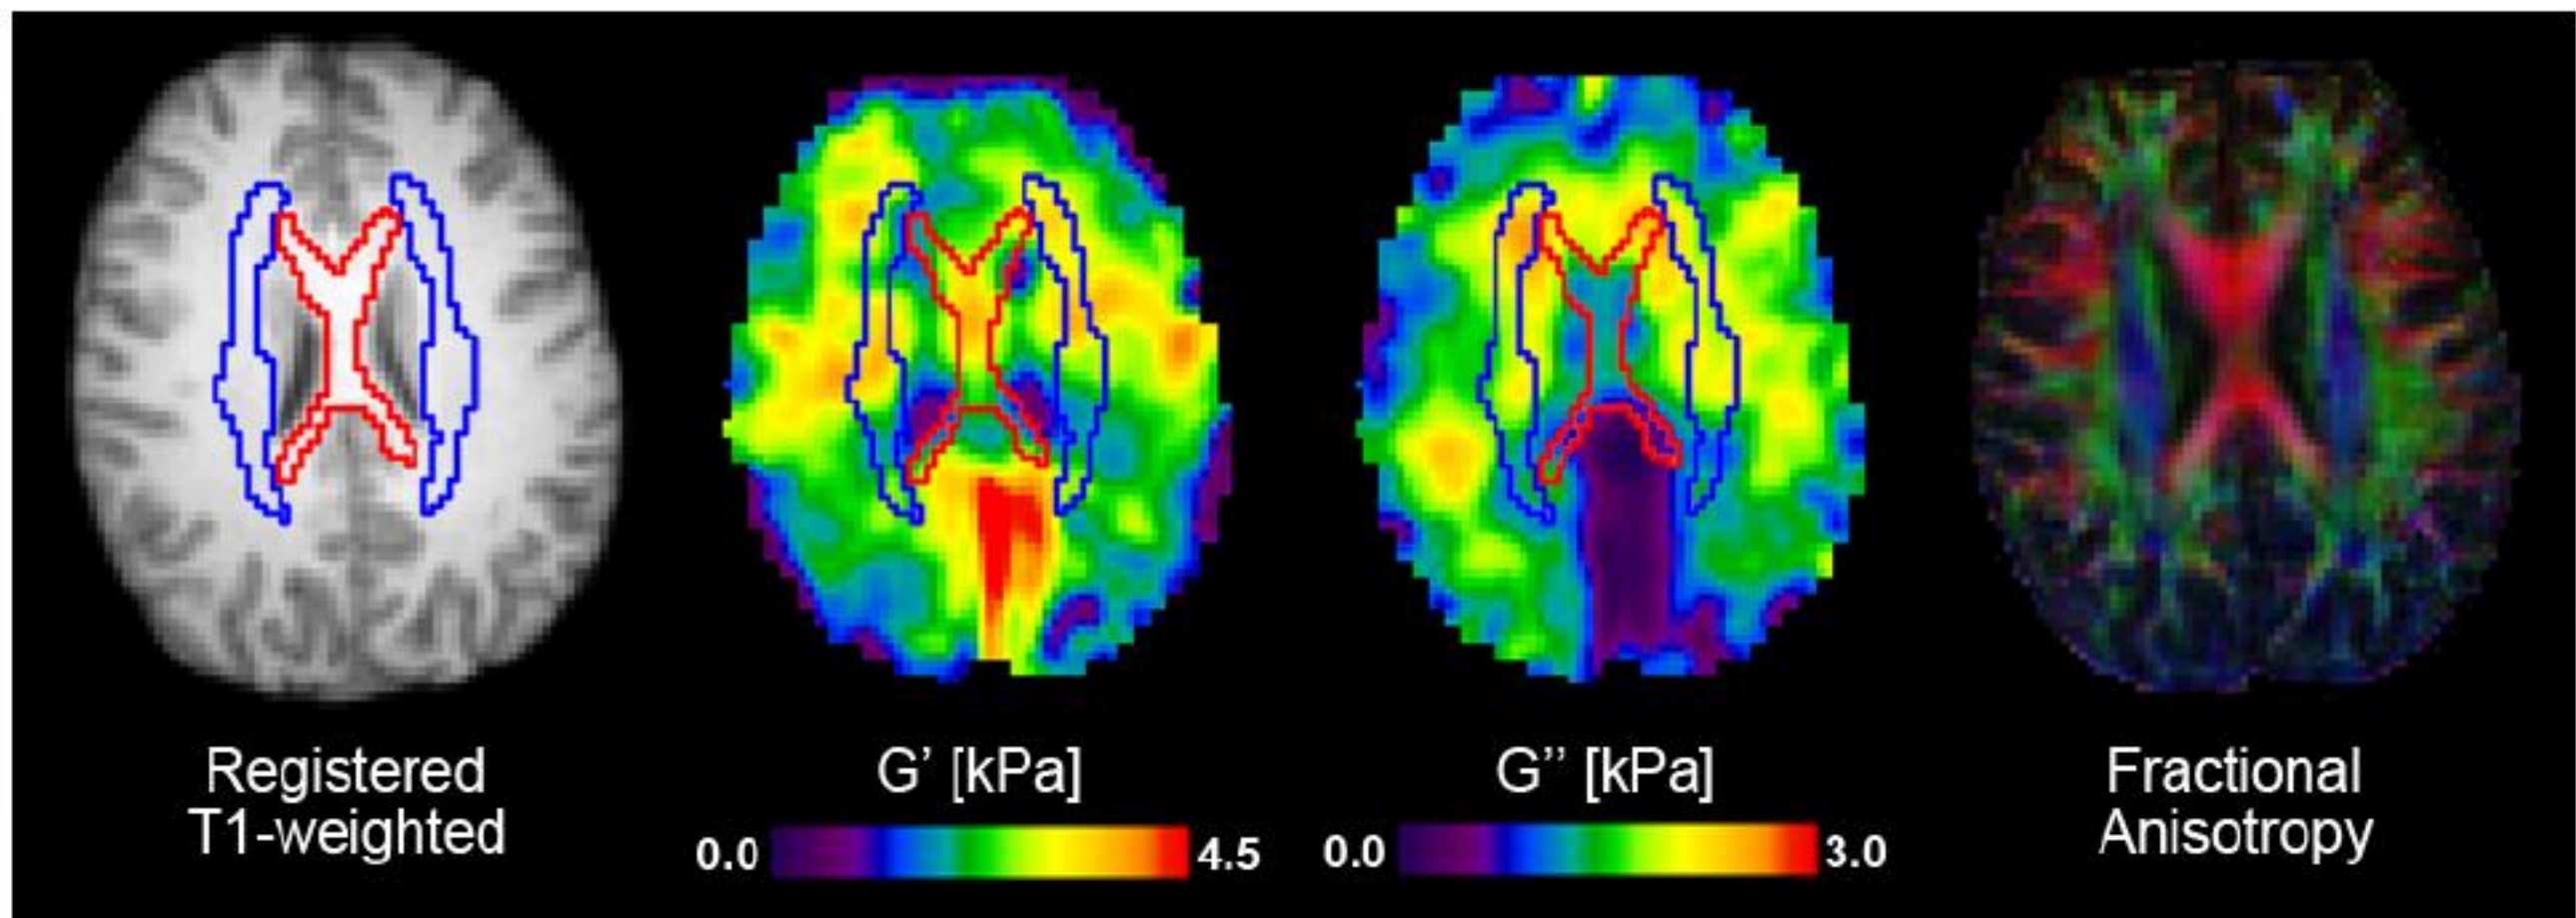 Registered
T1-weighted
G’ [kPa]
0.0 4.5
G’’ [kPa]
0.0 3.0
Fractional
Anisotropy